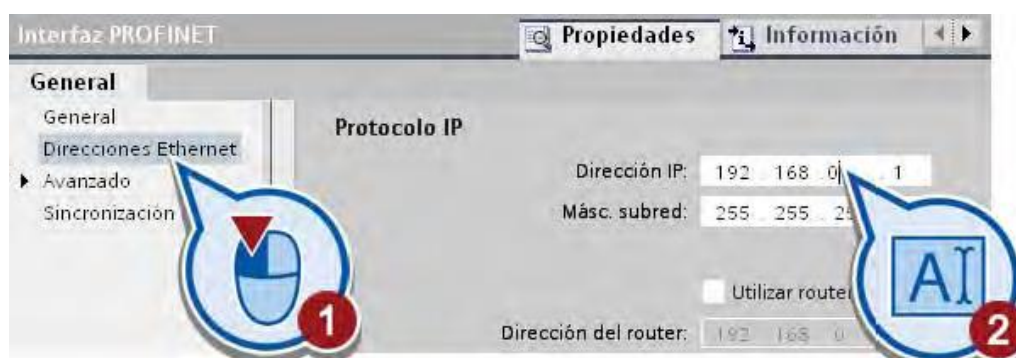 Interfaz PROFINET Propiedades Información
General
General
Direcciones Ethernet
Avanzado
Sincronización
Protocolo IP
Dirección IP: 192 . 168 . 0 . 1
Másc. subred: 255 . 255 . 2
Utilizar router
Dirección del router: 192 168 0
1
A
2